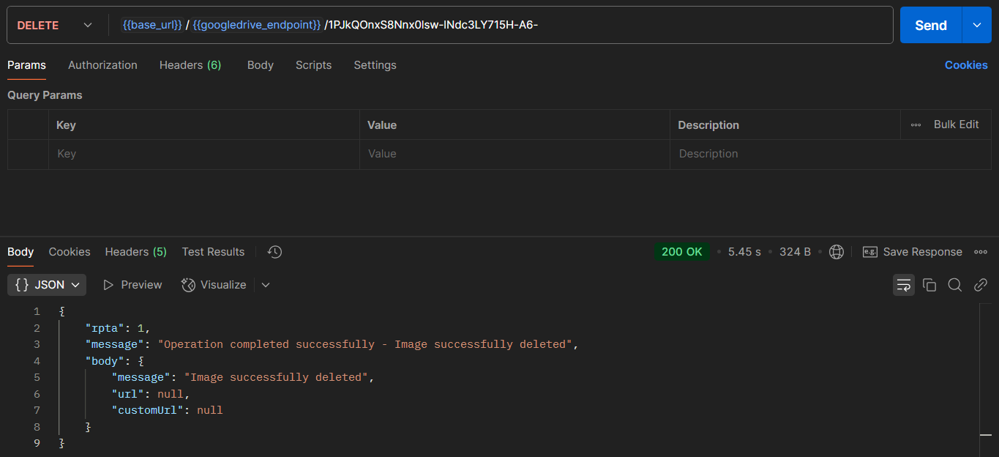 DELETE {{base_url}} / {{googledrive_endpoint}} /1PJkQOnxS8Nnx0lsw-lNdc3LY715H-A6- Send
Params Authorization Headers (6) Body Scripts Settings Cookies
Query Params
Key Value Description Bulk Edit
Key Value Description
Body Cookies Headers (5) Test Results 200 OK 5.45 s 324 B e.g. Save Response
{} JSON Preview Visualize
1 {
2 "rpta": 1,
3 "message": "Operation completed successfully - Image successfully deleted",
4 "body": {
5 "message": "Image successfully deleted",
6 "url": null,
7 "customUrl": null
8 }
9 }